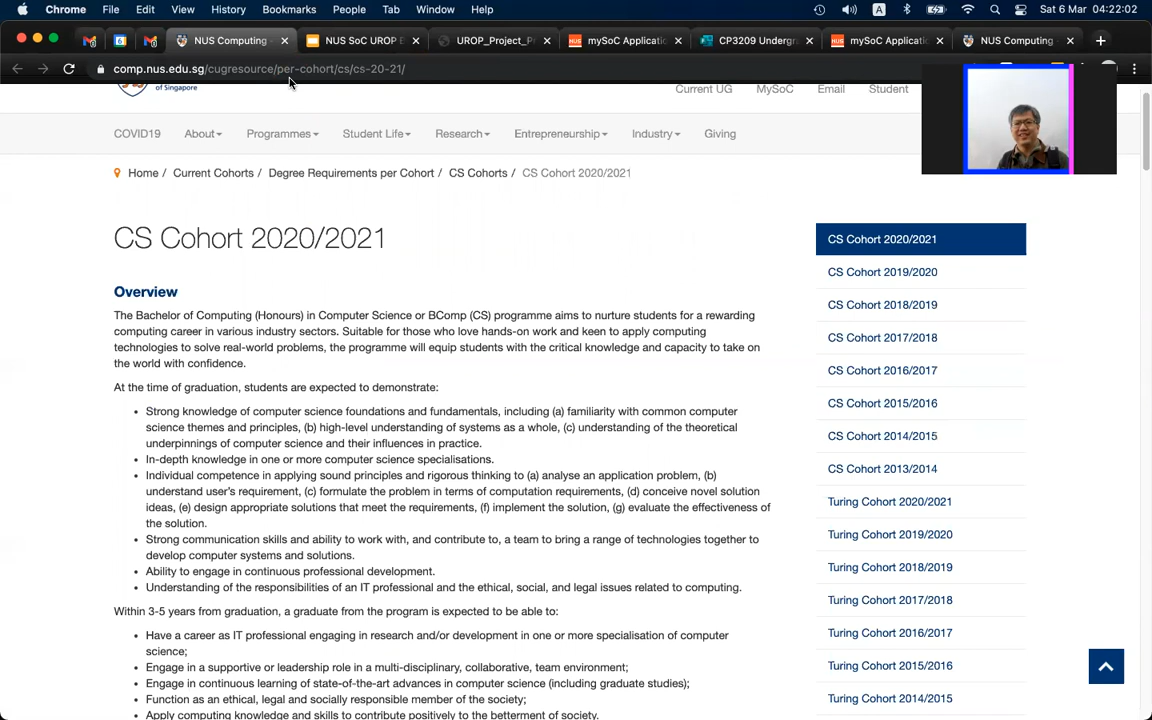 Chrome File Edit View History Bookmarks People Tab Window Help A Sat 6 Mar 04:22:02
NUS Computing - NUS SoC UROP E UROP_Project_P mySoC Applicatio CP3209 Undergra mySoC Applicatio NUS Computing
comp.nus.edu.sg/cugresource/per-cohort/cs/cs-20-21/
of Singapore
Current UG MySoC Email Student
COVID19 About Programmes Student Life Research Entrepreneurship Industry Giving
Home / Current Cohorts / Degree Requirements per Cohort / CS Cohorts / CS Cohort 2020/2021
CS Cohort 2020/2021
Overview
The Bachelor of Computing (Honours) in Computer Science or BComp (CS) programme aims to nurture students for a rewarding
computing career in various industry sectors. Suitable for those who love hands-on work and keen to apply computing
technologies to solve real-world problems, the programme will equip students with the critical knowledge and capacity to take on
the world with confidence.
At the time of graduation, students are expected to demonstrate:
• Strong knowledge of computer science foundations and fundamentals, including (a) familiarity with common computer
science themes and principles, (b) high-level understanding of systems as a whole, (c) understanding of the theoretical
underpinnings of computer science and their influences in practice.
• In-depth knowledge in one or more computer science specialisations.
• Individual competence in applying sound principles and rigorous thinking to (a) analyse an application problem, (b)
understand user's requirement, (c) formulate the problem in terms of computation requirements, (d) conceive novel solution
ideas, (e) design appropriate solutions that meet the requirements, (f) implement the solution, (g) evaluate the effectiveness of
the solution.
• Strong communication skills and ability to work with, and contribute to, a team to bring a range of technologies together to
develop computer systems and solutions.
• Ability to engage in continuous professional development.
• Understanding of the responsibilities of an IT professional and the ethical, social, and legal issues related to computing.
Within 3-5 years from graduation, a graduate from the program is expected to be able to:
• Have a career as IT professional engaging in research and/or development in one or more specialisation of computer
science;
• Engage in a supportive or leadership role in a multi-disciplinary, collaborative, team environment;
• Engage in continuous learning of state-of-the-art advances in computer science (including graduate studies);
• Function as an ethical, legal and socially responsible member of the society;
• Apply computing knowledge and skills to contribute positively to the betterment of society.
CS Cohort 2020/2021
CS Cohort 2019/2020
CS Cohort 2018/2019
CS Cohort 2017/2018
CS Cohort 2016/2017
CS Cohort 2015/2016
CS Cohort 2014/2015
CS Cohort 2013/2014
Turing Cohort 2020/2021
Turing Cohort 2019/2020
Turing Cohort 2018/2019
Turing Cohort 2017/2018
Turing Cohort 2016/2017
Turing Cohort 2015/2016
Turing Cohort 2014/2015